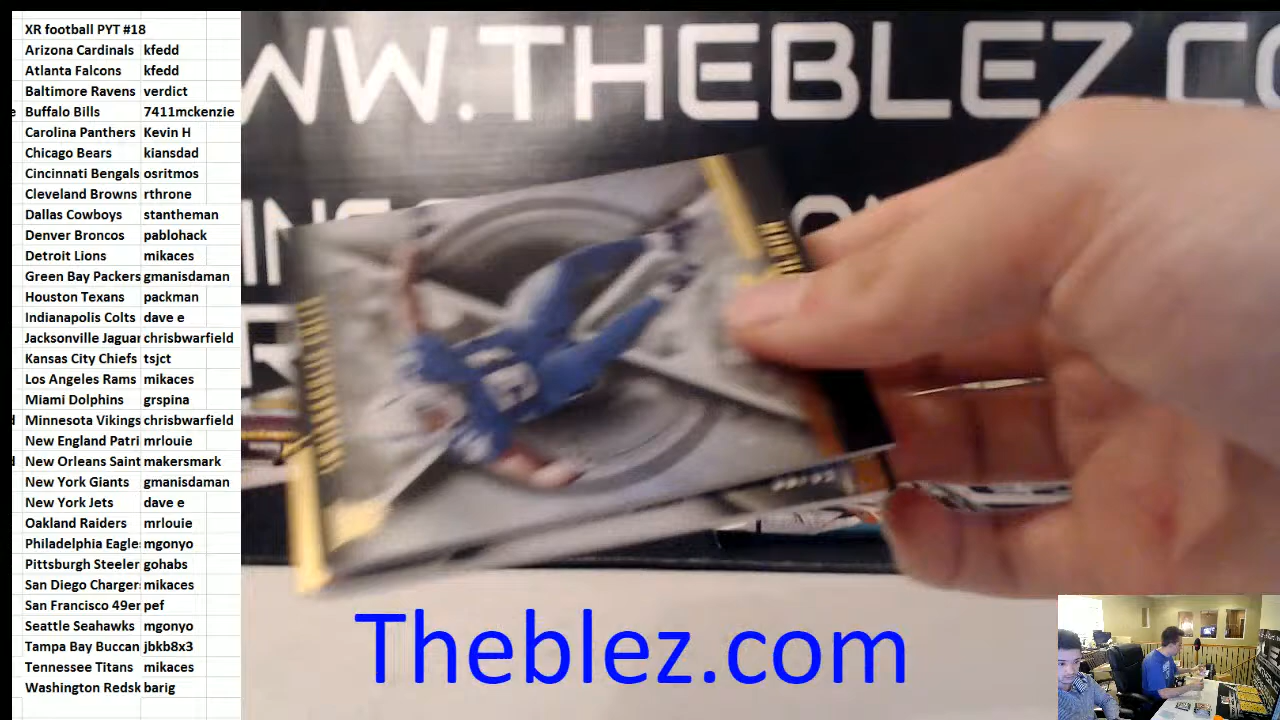 XR football PYT #18
Arizona Cardinals kfedd
Atlanta Falcons kfedd
Baltimore Ravens verdict
Buffalo Bills 7411mckenzie
Carolina Panthers Kevin H
Chicago Bears kiansdad
Cincinnati Bengals osritmos
Cleveland Browns rthrone
Dallas Cowboys stantheman
Denver Broncos pablohack
Detroit Lions mikaces
Green Bay Packers gmanisdaman
Houston Texans packman
Indianapolis Colts dave e
Jacksonville Jaguar chrisbwarfield
Kansas City Chiefs tsjct
Los Angeles Rams mikaces
Miami Dolphins grspina
Minnesota Vikings chrisbwarfield
New England Patri mrlouie
New Orleans Saint makersmark
New York Giants gmanisdaman
New York Jets dave e
Oakland Raiders mrlouie
Philadelphia Eagle mgonyo
Pittsburgh Steeler gohabs
San Diego Charger mikaces
San Francisco 49er pef
Seattle Seahawks mgonyo
Tampa Bay Buccan jbkb8x3
Tennessee Titans mikaces
Washington Redsk barig
WW.THEBLEZ.CO
Theblez.com